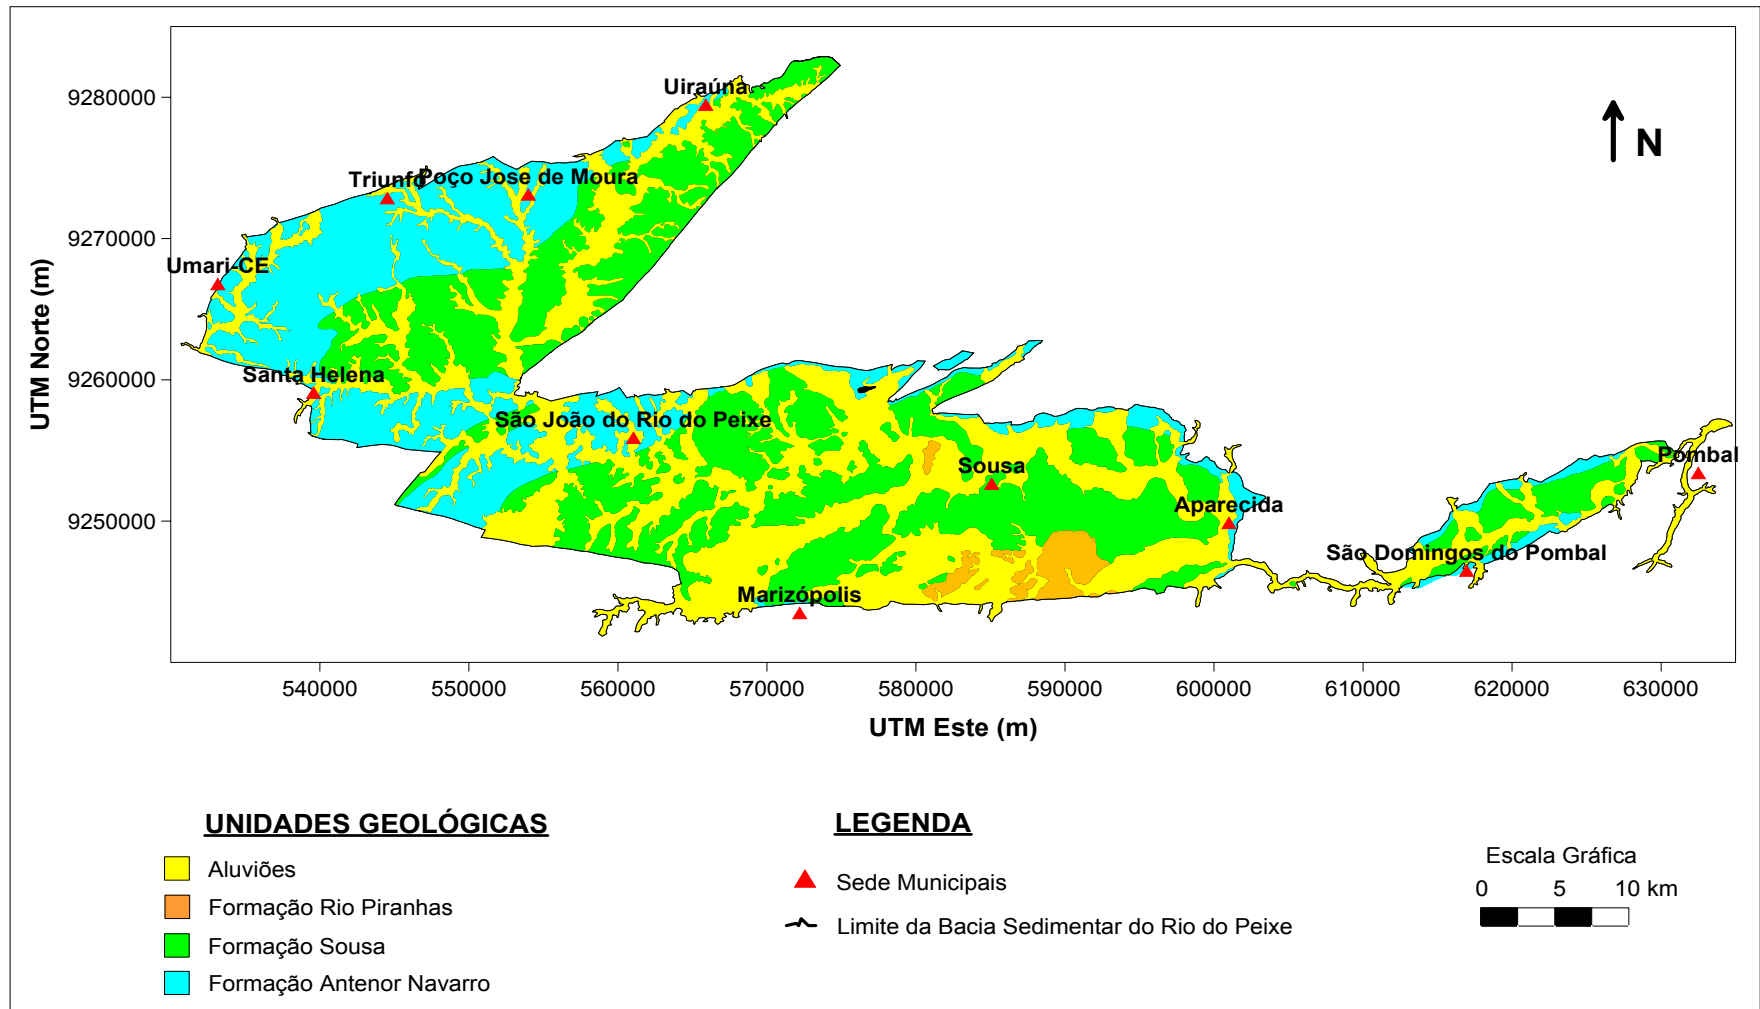 Uiraúna
9280000
N
Triunfo
Poço Jose de Moura
9270000
Umari-CE
UTM Norte (m)
9260000
Santa Helena
São João do Rio do Peixe
Sousa
Pombal
9250000
Aparecida
São Domingos do Pombal
Marizópolis
540000 550000 560000 570000 580000 590000 600000 610000 620000 630000
UTM Este (m)
UNIDADES GEOLÓGICAS
Aluviões
Formação Rio Piranhas
Formação Sousa
Formação Antenor Navarro
LEGENDA
Sede Municipais
Limite da Bacia Sedimentar do Rio do Peixe
Escala Gráfica
0 5 10 km